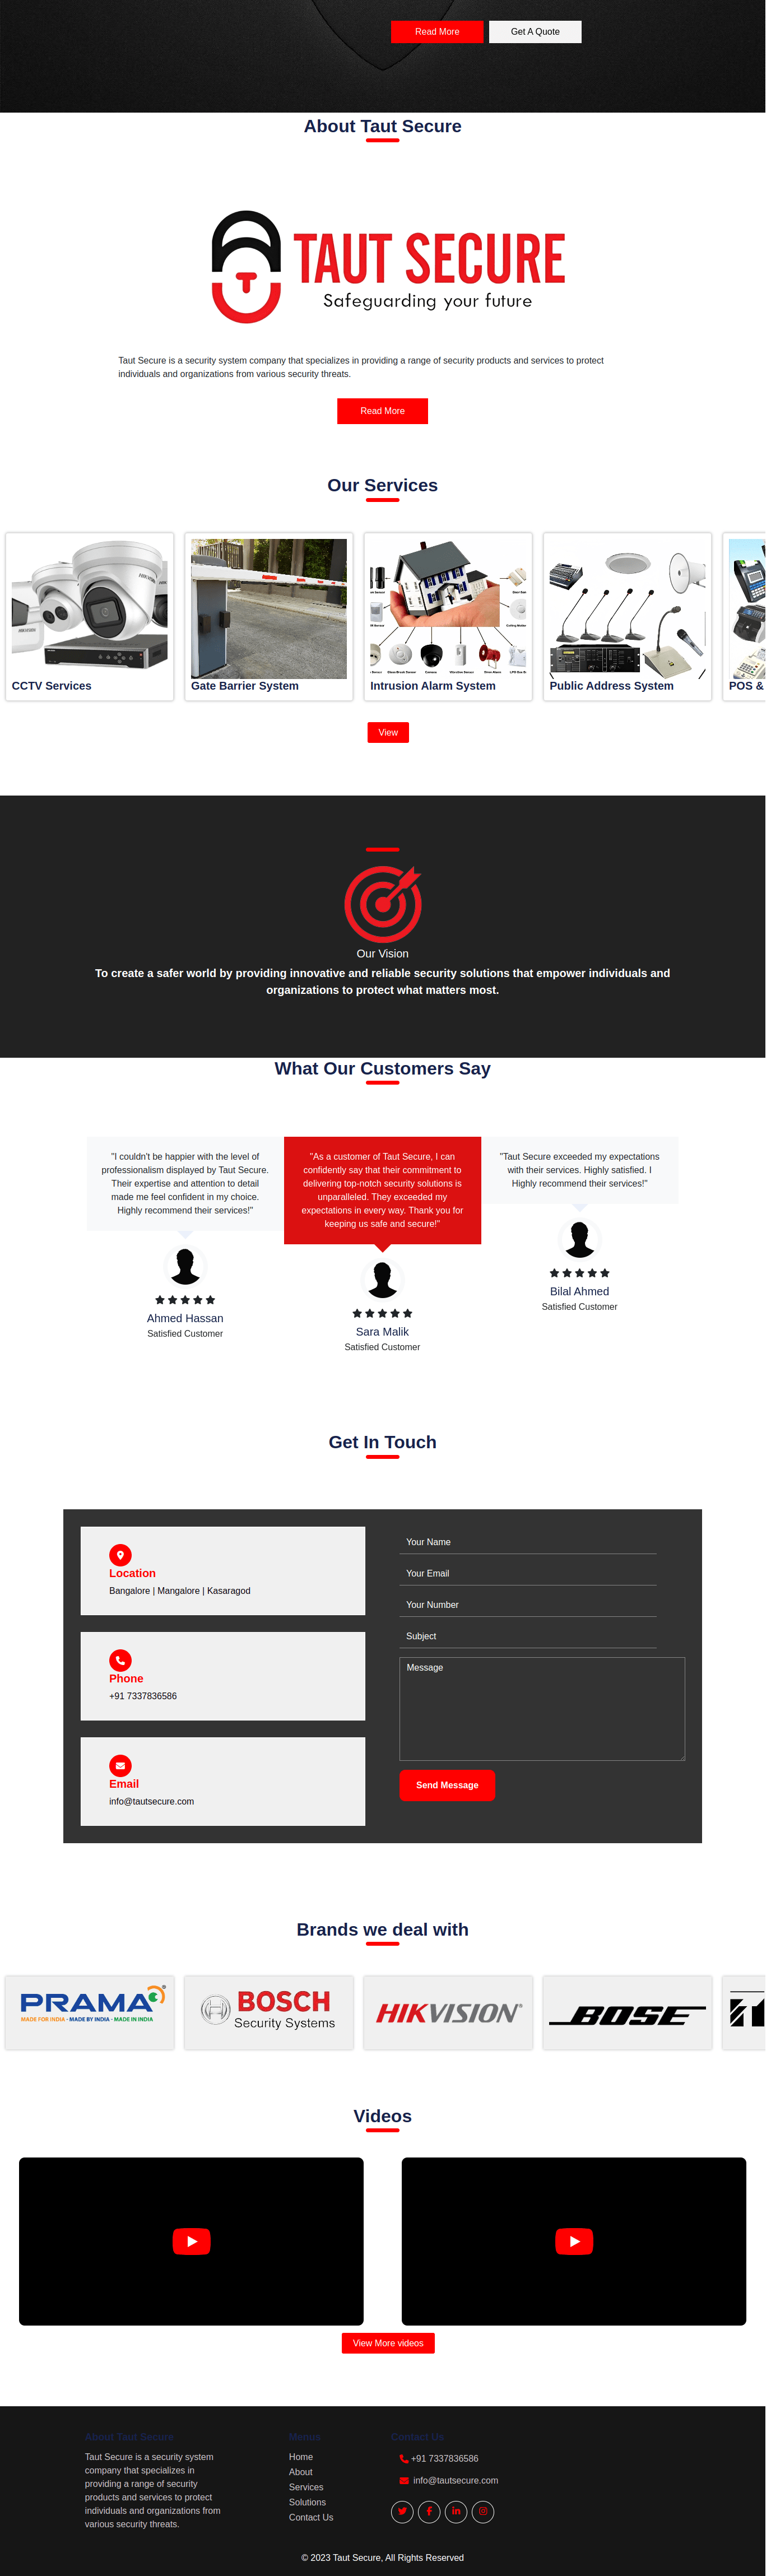 Read More
Get A Quote
About Taut Secure
TAUT SECURE
Safeguarding your future
Taut Secure is a security system company that specializes in providing a range of security products and services to protect
individuals and organizations from various security threats.
Read More
Our Services
CCTV Services
Gate Barrier System
Intrusion Alarm System
Public Address System
POS &
View
Our Vision
To create a safer world by providing innovative and reliable security solutions that empower individuals and
organizations to protect what matters most.
What Our Customers Say
"I couldn't be happier with the level of
professionalism displayed by Taut Secure.
Their expertise and attention to detail
made me feel confident in my choice.
Highly recommend their services!"
Ahmed Hassan
Satisfied Customer
"As a customer of Taut Secure, I can
confidently say that their commitment to
delivering top-notch security solutions is
unparalleled. They exceeded my
expectations in every way. Thank you for
keeping us safe and secure!"
Sara Malik
Satisfied Customer
"Taut Secure exceeded my expectations
with their services. Highly satisfied. I
Highly recommend their services!"
Bilal Ahmed
Satisfied Customer
Get In Touch
Location
Bangalore | Mangalore | Kasaragod
Phone
+91 7337836586
Email
info@tautsecure.com
Your Name
Your Email
Your Number
Subject
Message
Send Message
Brands we deal with
PRAMA
MADE FOR INDIA - MADE BY INDIA - MADE IN INDIA
BOSCH
Security Systems
HIKVISION
BOSE
Videos
View More videos
About Taut Secure
Taut Secure is a security system
company that specializes in
providing a range of security
products and services to protect
individuals and organizations from
various security threats.
Menus
Home
About
Services
Solutions
Contact Us
Contact Us
+91 7337836586
info@tautsecure.com
© 2023 Taut Secure, All Rights Reserved